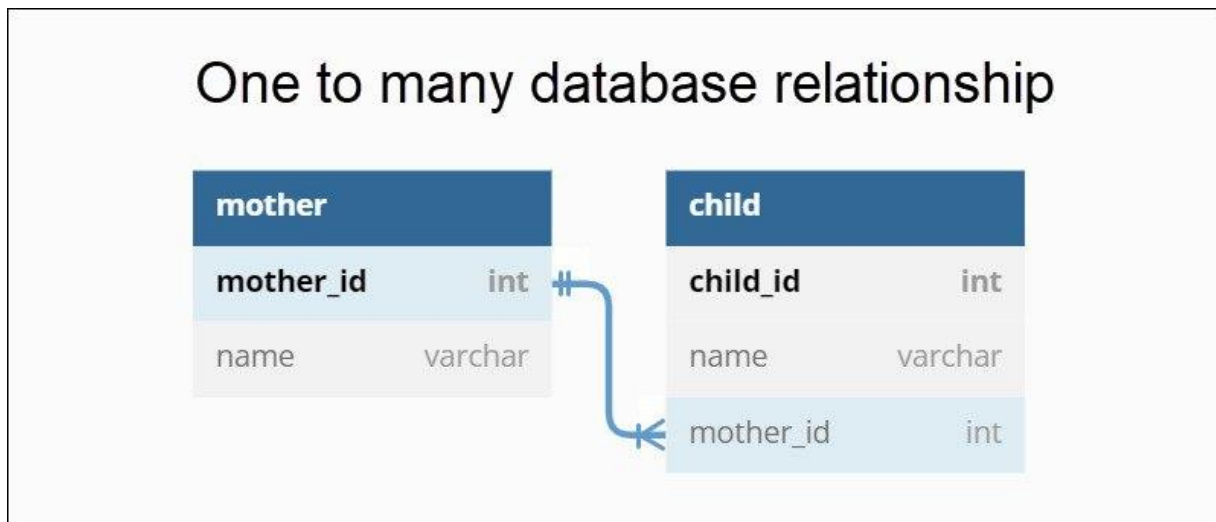 One to many database relationship
mother
mother_id int
name varchar
child
child_id int
name varchar
mother_id int